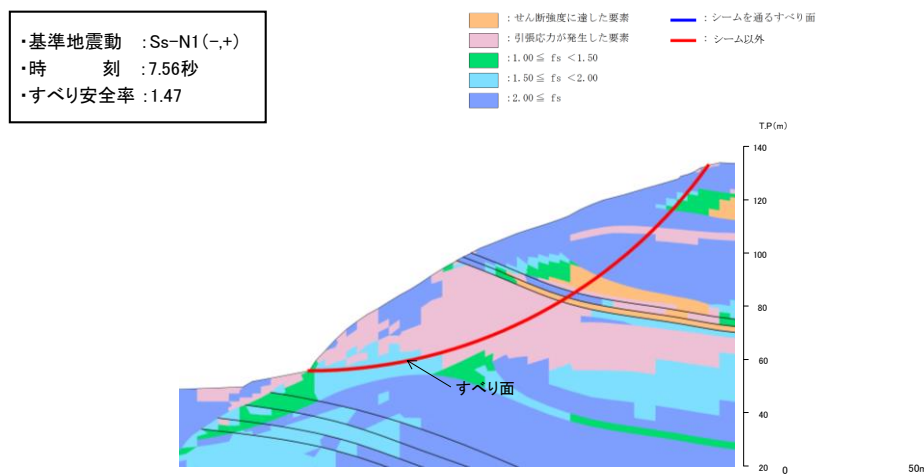 ・基準地震動 :Ss-N1(-,+)
・時 刻 :7.56秒
・すべり安全率 :1.47
:せん断強度に達した要素
:引張応力が発生した要素
:1.00≦ fs <1.50
:1.50≦ fs <2.00
:2.00≦ fs
:シームを通るすべり面
:シーム以外
T.P(m)
140
120
100
80
60
40
20
すべり面
0
50m